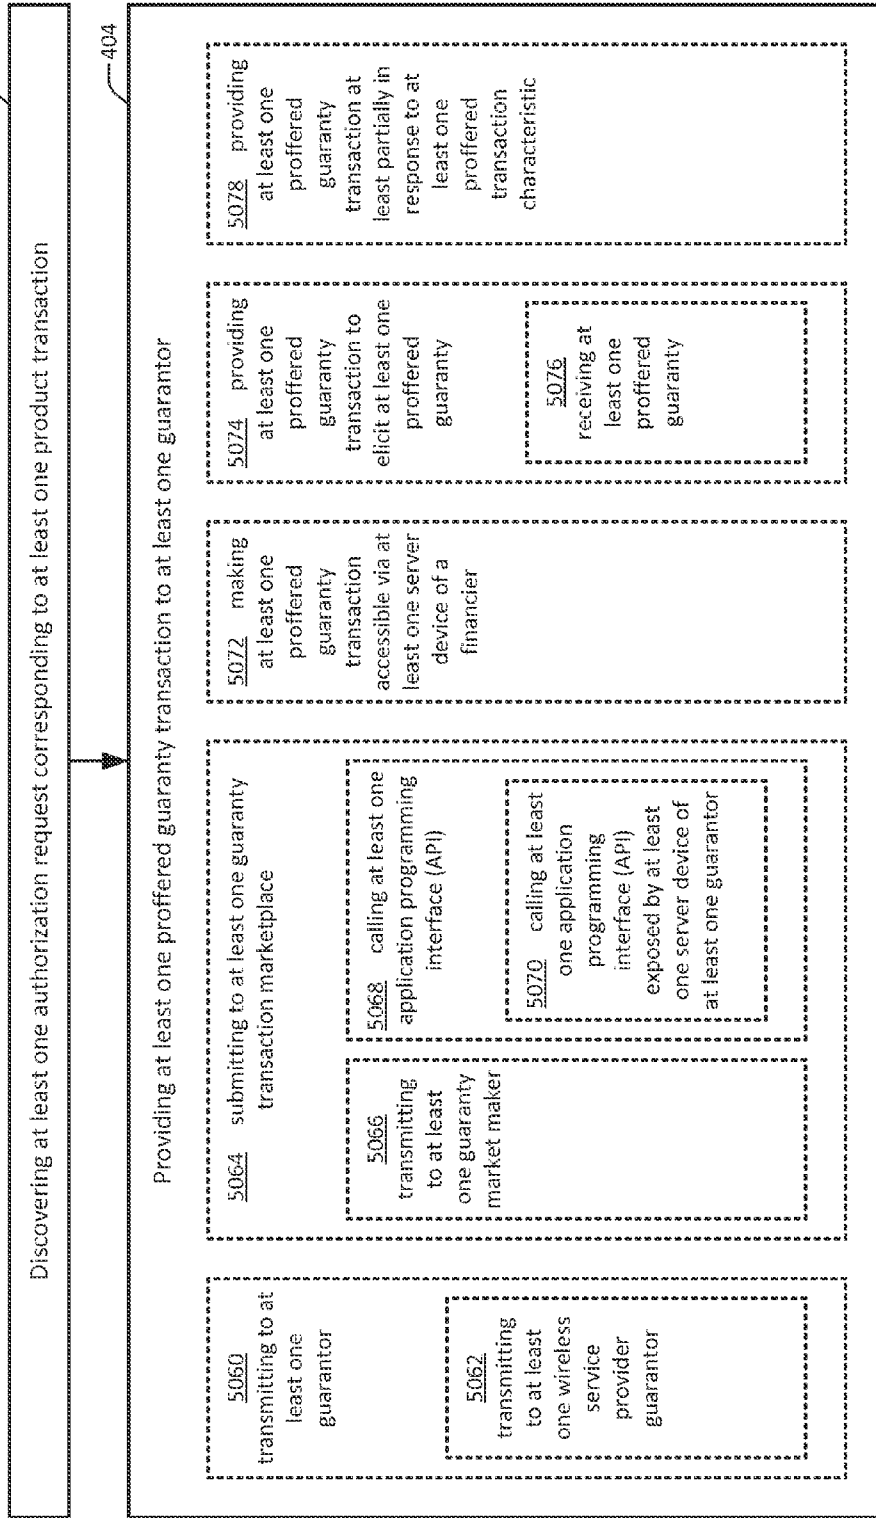 Discovering at least one authorization request corresponding to at least one product transaction
404
Providing at least one proffered guaranty transaction to at least one guarantor
5060
transmitting to at
least one
guarantor
5062
transmitting
to at least
one wireless
service
provider
guarantor
5064 submitting to at least one guaranty
transaction marketplace
5066
transmitting
to at least
one guaranty
market maker
5068 calling at least one
application programming
interface (API)
5070 calling at least
one application
programming
interface (API)
exposed by at least
one server device of
at least one guarantor
5072 making
at least one
proffered
guaranty
transaction
accessible via at
least one server
device of a
financier
5074 providing
at least one
proffered
guaranty
transaction to
elicit at least one
proffered
guaranty
5076
receiving at
least one
proffered
guaranty
5078 providing
at least one
proffered
guaranty
transaction at
least partially in
response to at
least one
proffered
transaction
characteristic